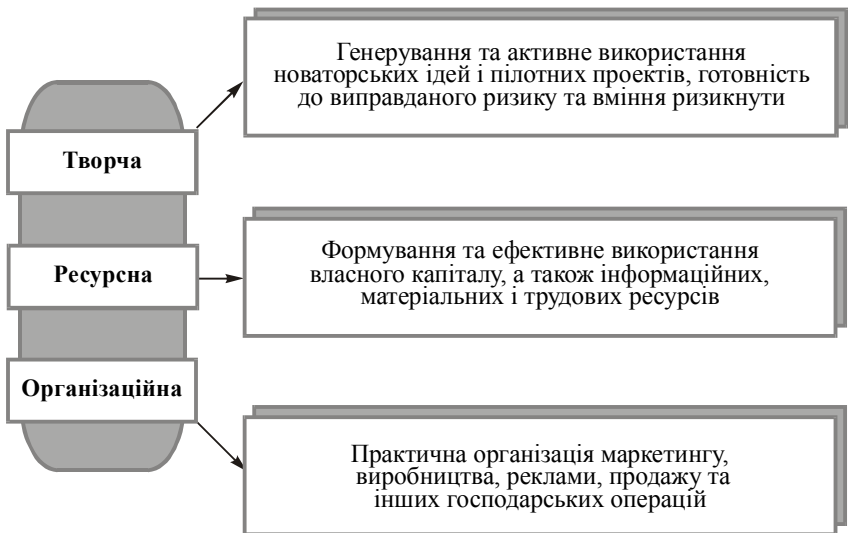 Творча
Генерування та активне використання
новаторських ідей і пілотних проектів, готовність
до виправданого ризику та вміння ризикнути
Ресурсна
Формування та ефективне використання
власного капіталу, а також інформаційних,
матеріальних і трудових ресурсів
Організаційна
Практична організація маркетингу,
виробництва, реклами, продажу та
інших господарських операцій